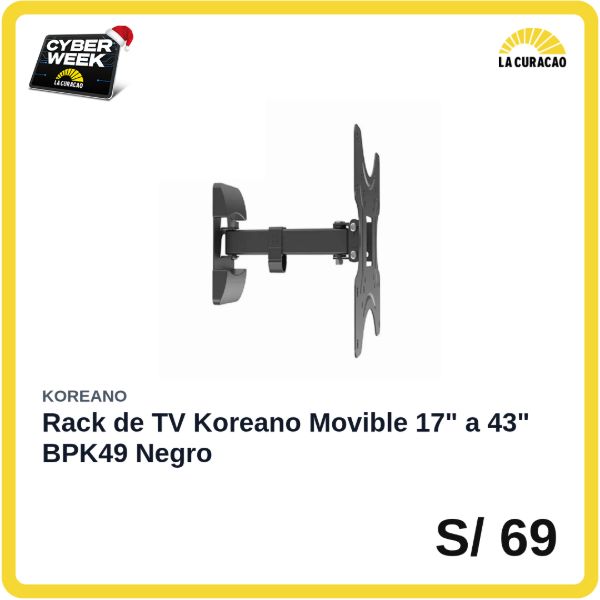 CYBER
WEEK
LA CURACAO
LA CURACAO
KOREANO
Rack de TV Koreano Movible 17" a 43"
BPK49 Negro
S/ 69